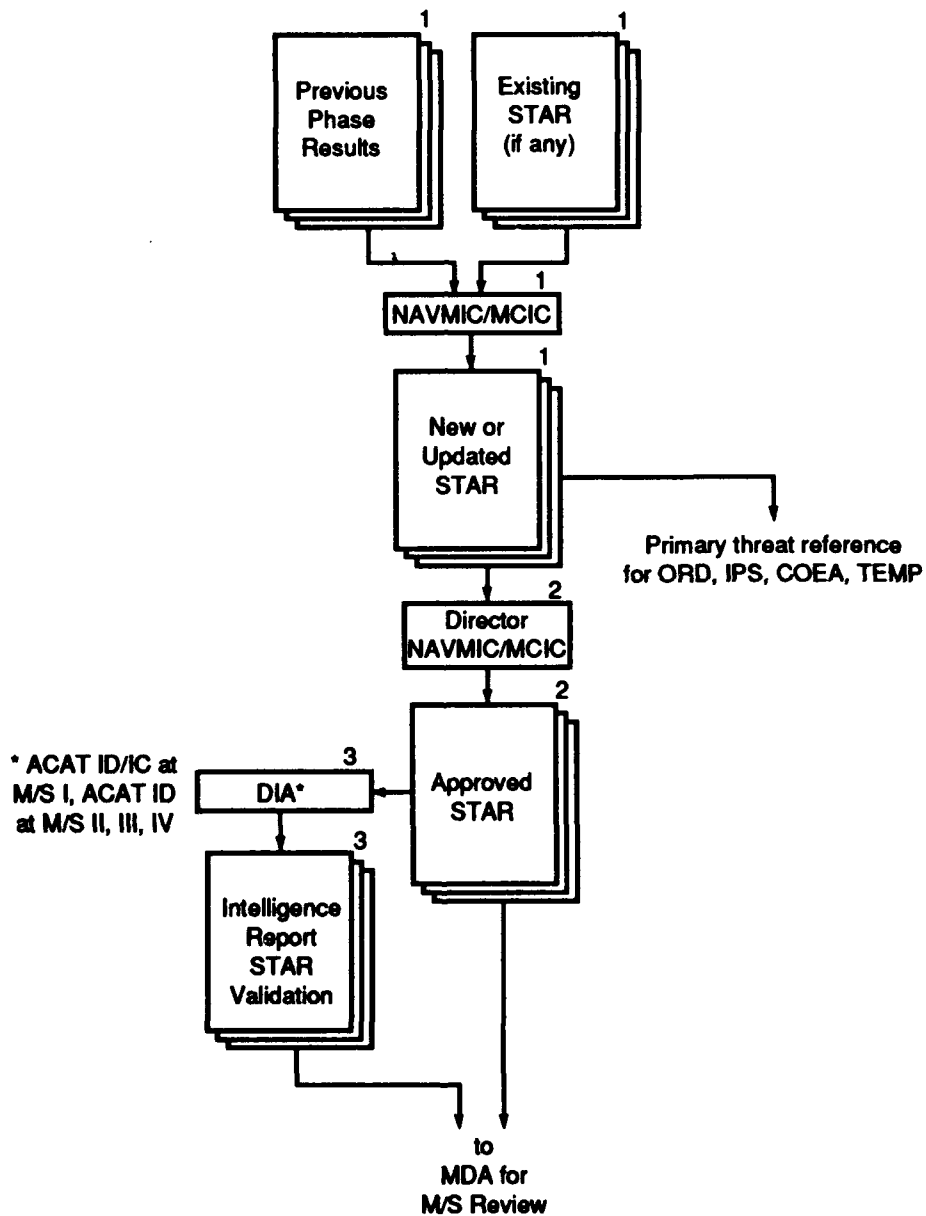 1
1
Previous
Phase
Results
Existing
STAR
(if any)
1
NAVMIC/MCIC
1
New or
Updated
STAR
Primary threat reference
for ORD, IPS, COEA, TEMP
2
Director
NAVMIC/MCIC
2
Approved
STAR
* ACAT ID/IC at
M/S I, ACAT ID
at M/S II, III, IV
3
DIA*
3
Intelligence
Report
STAR
Validation
to
MDA for
M/S Review